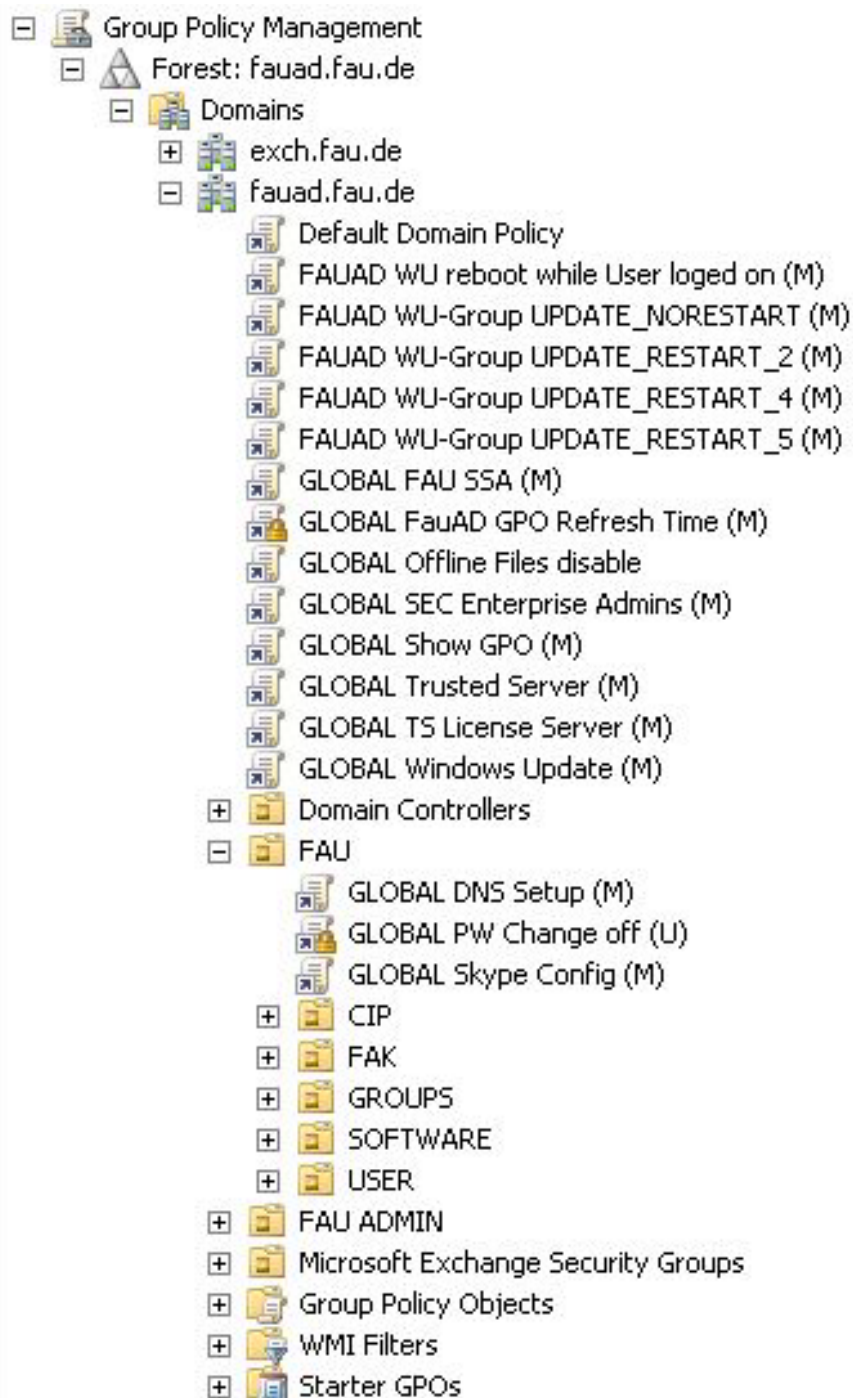 Group Policy Management
Forest: fauad.fau.de
Domains
exch.fau.de
fauad.fau.de
Default Domain Policy
FAUAD WU reboot while User loged on (M)
FAUAD WU-Group UPDATE_NORESTART (M)
FAUAD WU-Group UPDATE_RESTART_2 (M)
FAUAD WU-Group UPDATE_RESTART_4 (M)
FAUAD WU-Group UPDATE_RESTART_5 (M)
GLOBAL FAU SSA (M)
GLOBAL FauAD GPO Refresh Time (M)
GLOBAL Offline Files disable
GLOBAL SEC Enterprise Admins (M)
GLOBAL Show GPO (M)
GLOBAL Trusted Server (M)
GLOBAL TS License Server (M)
GLOBAL Windows Update (M)
Domain Controllers
FAU
GLOBAL DNS Setup (M)
GLOBAL PW Change off (U)
GLOBAL Skype Config (M)
CIP
FAK
GROUPS
SOFTWARE
USER
FAU ADMIN
Microsoft Exchange Security Groups
Group Policy Objects
WMI Filters
Starter GPOs